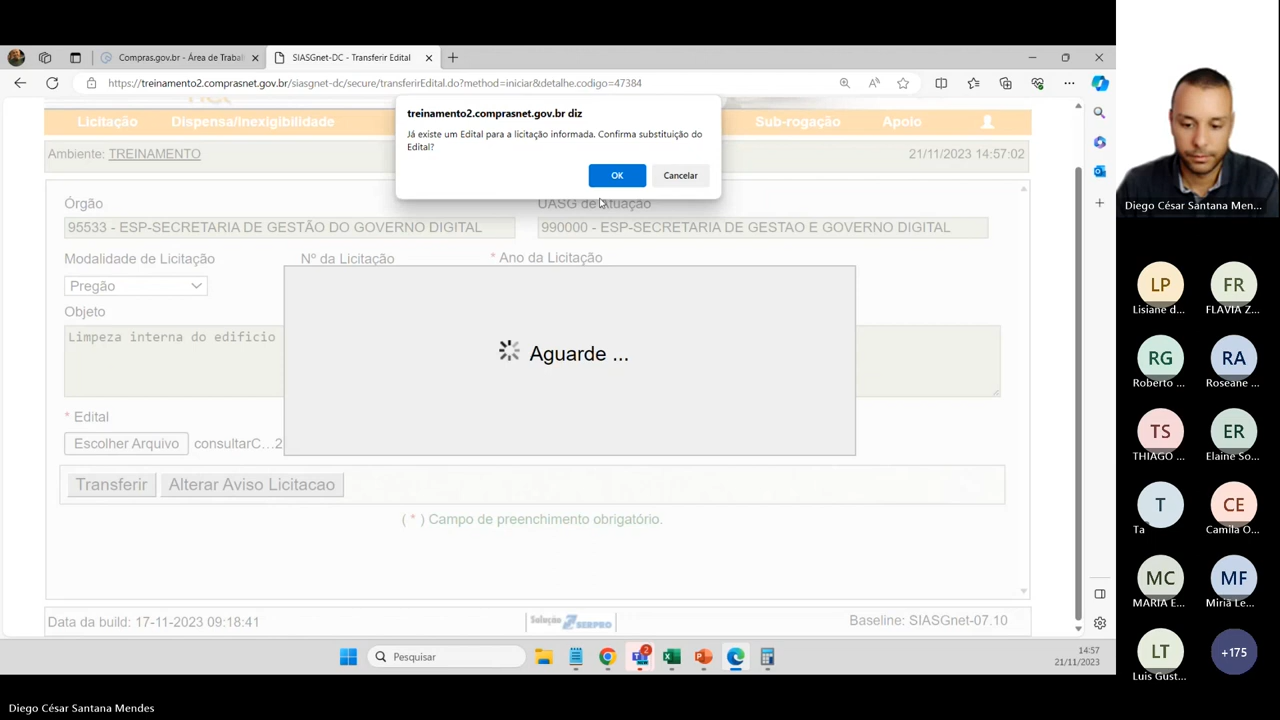 Compras.gov.br - Área de Trabal
SIASGnet-DC - Transferir Edital
https://treinamento2.comprasnet.gov.br/siasgnet-dc/secure/transferirEdital.do?method=iniciar&detalhe.codigo=47384
treinamento2.comprasnet.gov.br diz
Já existe um Edital para a licitação informada. Confirma substituição do
Edital?
OK
Cancelar
Licitação
Dispensa/Inexigibilidade
Sub-rogação
Apoio
Ambiente: TREINAMENTO
21/11/2023 14:57:02
Órgão
UASG de Atuação
95533 - ESP-SECRETARIA DE GESTÃO DO GOVERNO DIGITAL
990000 - ESP-SECRETARIA DE GESTAO E GOVERNO DIGITAL
Modalidade de Licitação
Nº da Licitação
* Ano da Licitação
Pregão
Objeto
Limpeza interna do edificio
Aguarde ...
* Edital
Escolher Arquivo
consultarC...2
Transferir
Alterar Aviso Licitacao
( * ) Campo de preenchimento obrigatório.
Data da build: 17-11-2023 09:18:41
Solução SERPRO
Baseline: SIASGnet-07.10
Pesquisar
2
14:57
21/11/2023
Diego César Santana Mendes
Diego César Santana Men...
LP
Lisiane d...
FR
FLAVIA Z...
RG
Roberto ...
RA
Roseane ...
TS
THIAGO ...
ER
Elaine So...
T
Ta
CE
Camila O...
MC
MARIA E...
MF
Miriã Le...
LT
Luis Gust...
+175